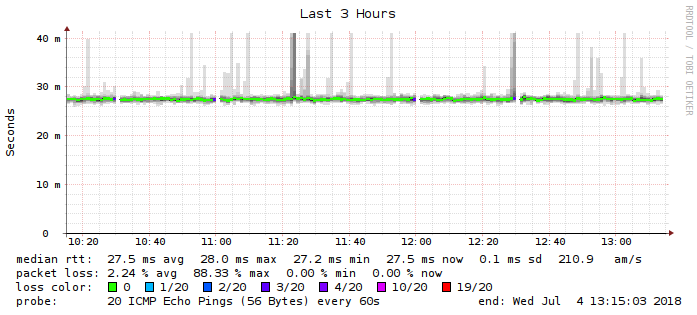 Last 3 Hours
RRDTOOL / TOBI OETIKER
Seconds
40 m
30 m
20 m
10 m
0
10:20 10:40 11:00 11:20 11:40 12:00 12:20 12:40 13:00
median rtt: 27.5 ms avg 28.0 ms max 27.2 ms min 27.5 ms now 0.1 ms sd 210.9 am/s
packet loss: 2.24 % avg 88.33 % max 0.00 % min 0.00 % now
loss color: 0 1/20 2/20 3/20 4/20 10/20 19/20
probe: 20 ICMP Echo Pings (56 Bytes) every 60s end: Wed Jul 4 13:15:03 2018